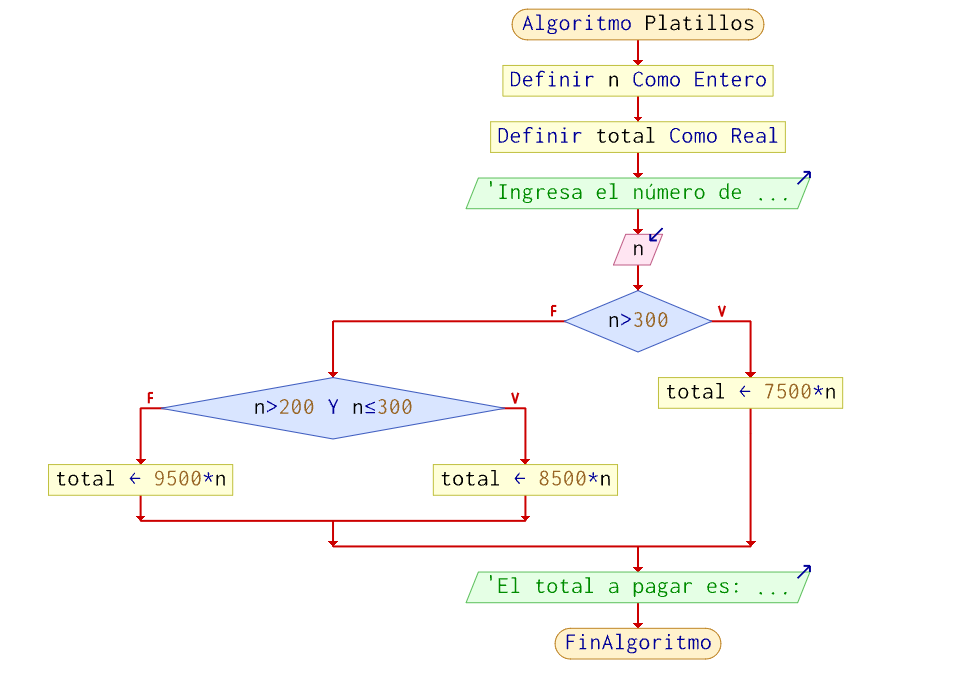 Algoritmo Platillos
Definir n Como Entero
Definir total Como Real
'Ingresa el número de ...
n
n>300
F
V
total ← 7500*n
n>200 Y n≤300
F
V
total ← 9500*n
total ← 8500*n
'El total a pagar es: ...
FinAlgoritmo